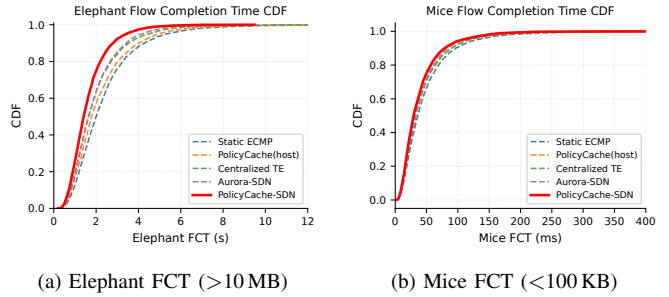 Elephant Flow Completion Time CDF
CDF
1.0
0.8
0.6
0.4
0.2
0.0
0 2 4 6 8 10 12
Elephant FCT (s)
Static ECMP
PolicyCache(host)
Centralized TE
Aurora-SDN
PolicyCache-SDN
(a) Elephant FCT (>10 MB)
Mice Flow Completion Time CDF
CDF
1.0
0.8
0.6
0.4
0.2
0.0
0 50 100 150 200 250 300 350 400
Mice FCT (ms)
Static ECMP
PolicyCache(host)
Centralized TE
Aurora-SDN
PolicyCache-SDN
(b) Mice FCT (<100 KB)